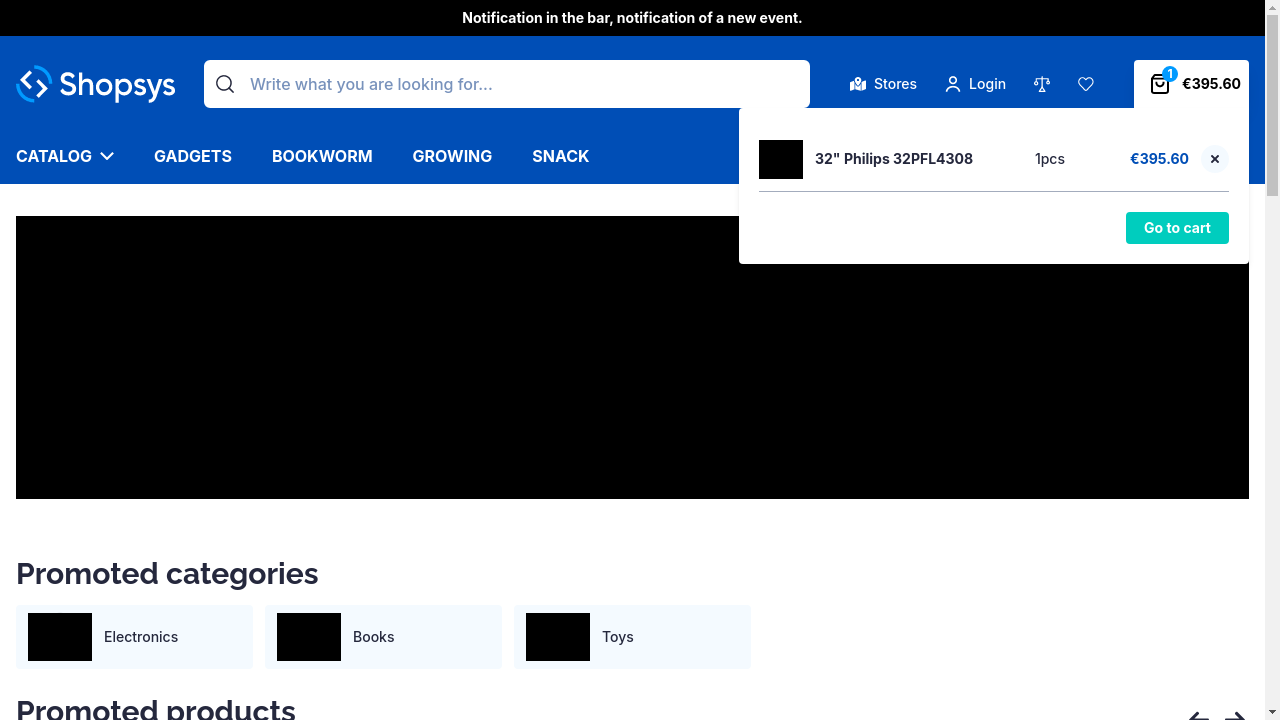 Notification in the bar, notification of a new event.
Shopsys
Write what you are looking for...
Stores
Login
1
€395.60
CATALOG
GADGETS
BOOKWORM
GROWING
SNACK
32" Philips 32PFL4308
1pcs
€395.60
Go to cart
Promoted categories
Electronics
Books
Toys
Promoted products